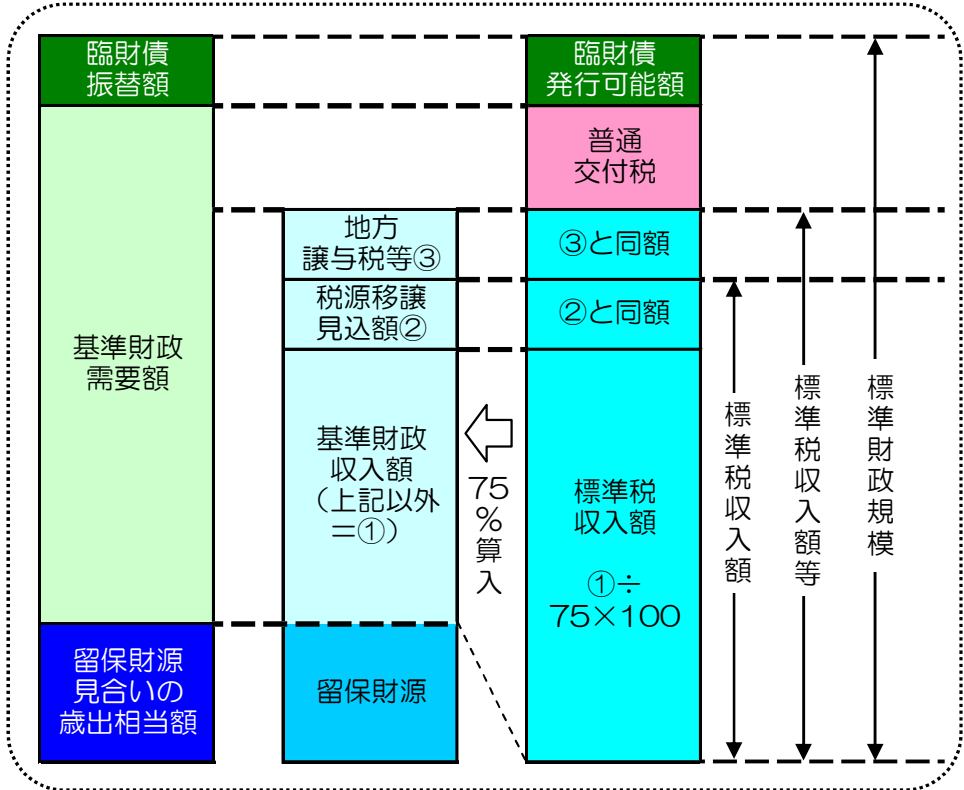 臨財債
振替額
基準財政
需要額
留保財源
見合いの
歳出相当額
地方
譲与税等③
税源移譲
見込額②
基準財政
収入額
（上記以外
＝①）
留保財源
75
％
算
入
臨財債
発行可能額
普通
交付税
③と同額
②と同額
標準税
収入額
①÷
75×100
標準税収入額
標準税収入額等
標準財政規模